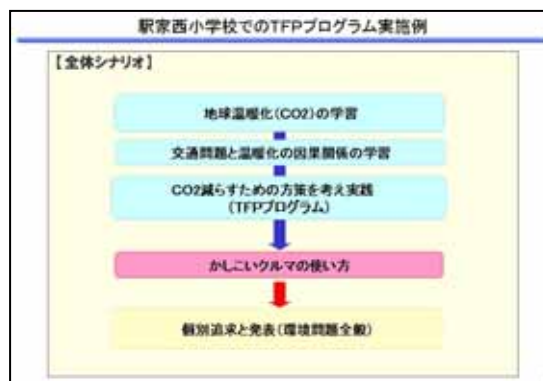 駅家西小学校でのTFPプログラム実施例
【全体シナリオ】
地球温暖化(CO2)の学習
交通問題と温暖化の因果関係の学習
CO2減らすための方策を考え実践
(TFPプログラム)
かしこいクルマの使い方
個別追求と発表(環境問題全般)